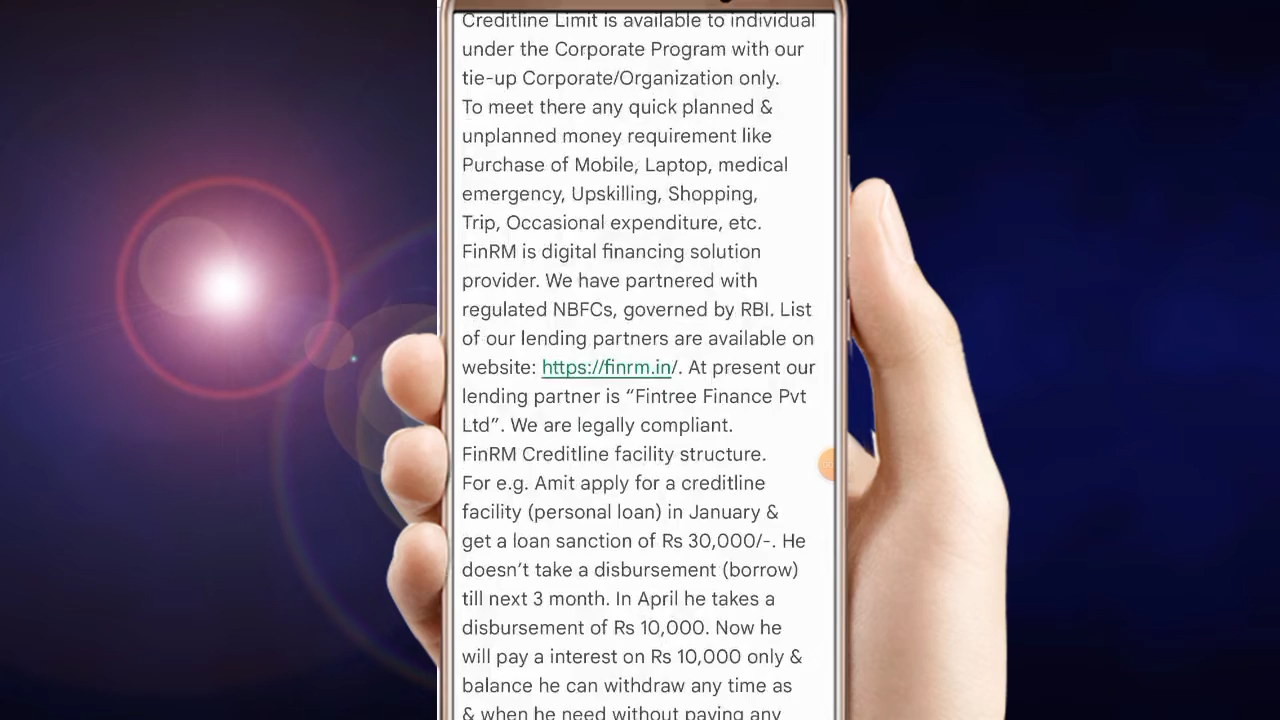 Creditline Limit is available to individual
under the Corporate Program with our
tie-up Corporate/Organization only.
To meet there any quick planned &
unplanned money requirement like
Purchase of Mobile, Laptop, medical
emergency, Upskilling, Shopping,
Trip, Occasional expenditure, etc.
FinRM is digital financing solution
provider. We have partnered with
regulated NBFCs, governed by RBI. List
of our lending partners are available on
website: https://finrm.in/. At present our
lending partner is “Fintree Finance Pvt
Ltd”. We are legally compliant.
FinRM Creditline facility structure.
For e.g. Amit apply for a creditline
facility (personal loan) in January &
get a loan sanction of Rs 30,000/-. He
doesn’t take a disbursement (borrow)
till next 3 month. In April he takes a
disbursement of Rs 10,000. Now he
will pay a interest on Rs 10,000 only &
balance he can withdraw any time as
& when he need without paying any